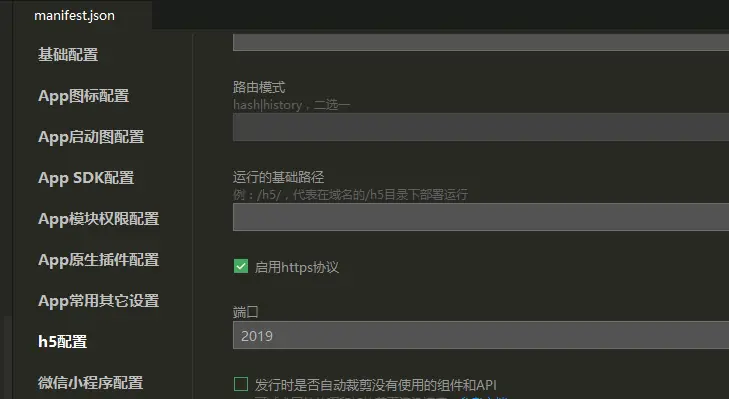 manifest.json
基础配置
App图标配置
App启动图配置
App SDK配置
App模块权限配置
App原生插件配置
App常用其它设置
h5配置
微信小程序配置
路由模式
hash|history，二选一
运行的基础路径
例：/h5/，代表在域名的/h5目录下部署运行
启用https协议
端口
2019
发行时是否自动裁剪没有使用的组件和API